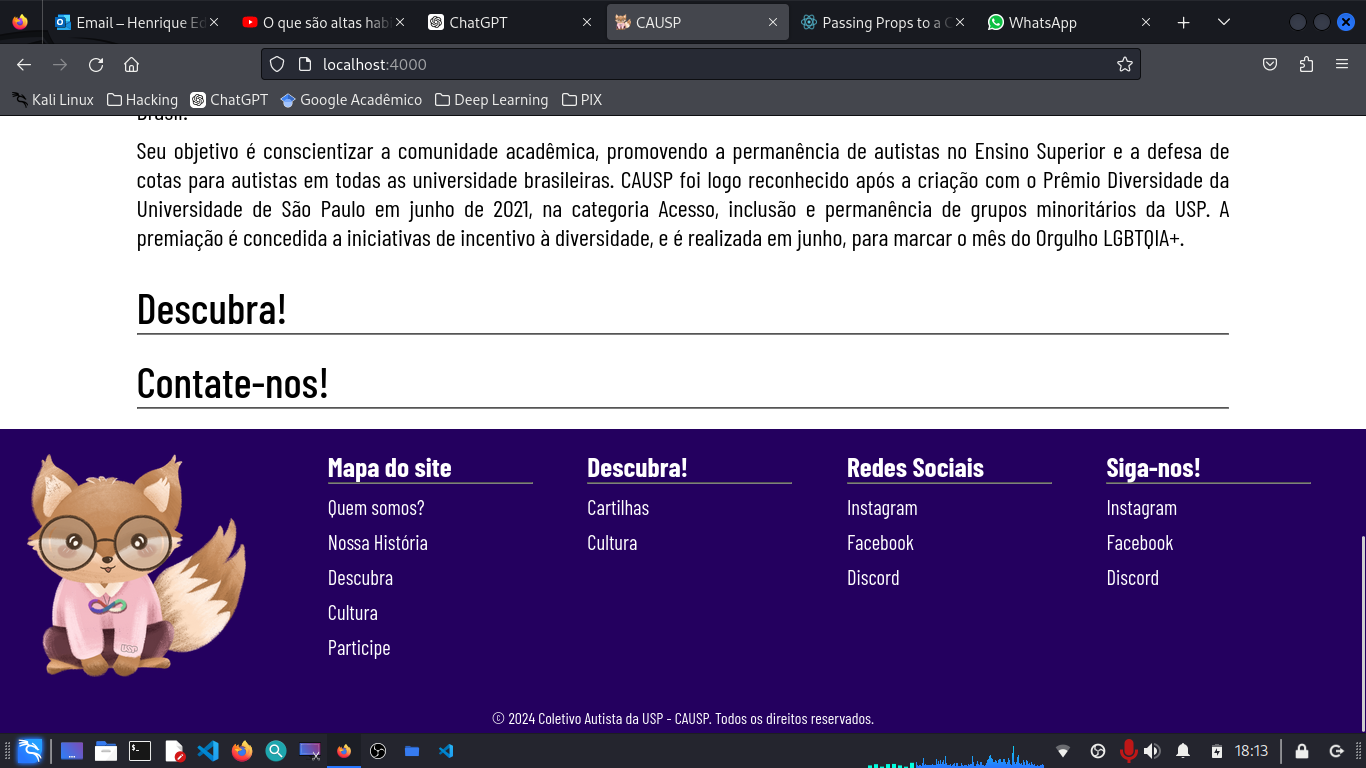 Email – Henrique Ed
O que são altas hab
ChatGPT
CAUSP
Passing Props to a C
WhatsApp
localhost:4000
Kali Linux
Hacking
ChatGPT
Google Acadêmico
Deep Learning
PIX
Brasil.
Seu objetivo é conscientizar a comunidade acadêmica, promovendo a permanência de autistas no Ensino Superior e a defesa de
cotas para autistas em todas as universidade brasileiras. CAUSP foi logo reconhecido após a criação com o Prêmio Diversidade da
Universidade de São Paulo em junho de 2021, na categoria Acesso, inclusão e permanência de grupos minoritários da USP. A
premiação é concedida a iniciativas de incentivo à diversidade, e é realizada em junho, para marcar o mês do Orgulho LGBTQIA+.
Descubra!
Contate-nos!
USP
Mapa do site
Quem somos?
Nossa História
Descubra
Cultura
Participe
Descubra!
Cartilhas
Cultura
Redes Sociais
Instagram
Facebook
Discord
Siga-nos!
Instagram
Facebook
Discord
© 2024 Coletivo Autista da USP - CAUSP. Todos os direitos reservados.
18:13